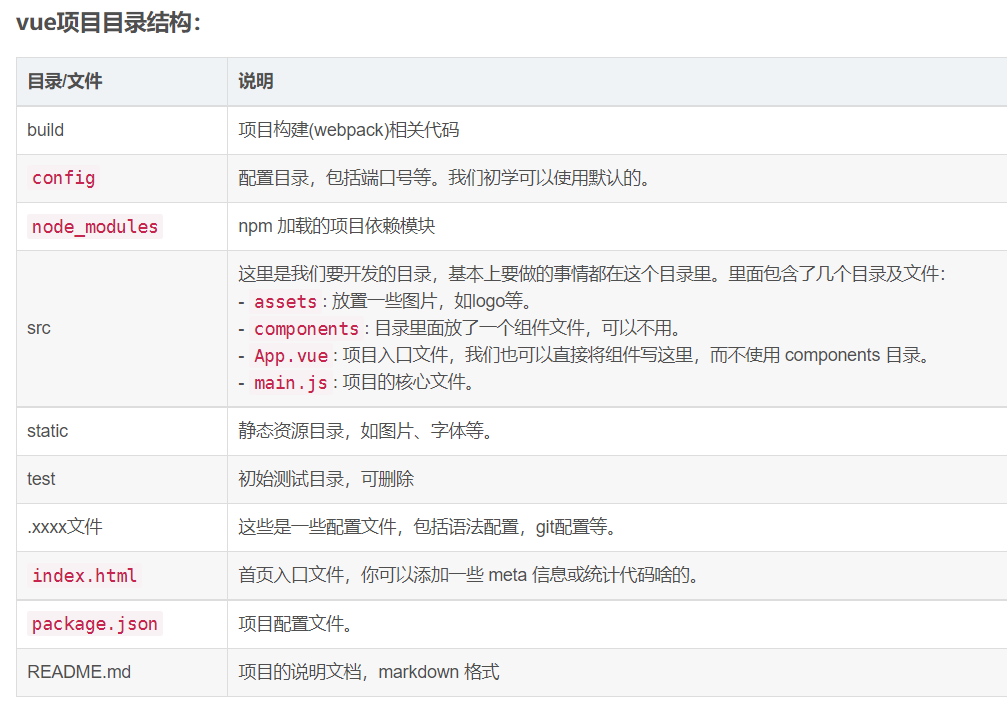 vue项目目录结构：
目录/文件 说明
build 项目构建(webpack)相关代码
config 配置目录，包括端口号等。我们初学可以使用默认的。
node_modules npm 加载的项目依赖模块
src
这里是我们要开发的目录，基本上要做的事情都在这个目录里。里面包含了几个目录及文件：
- assets：放置一些图片，如logo等。
- components：目录里面放了一个组件文件，可以不用。
- App.vue：项目入口文件，我们也可以直接将组件写这里，而不使用 components 目录。
- main.js：项目的核心文件。
static 静态资源目录，如图片、字体等。
test 初始测试目录，可删除
.xxxx文件 这些是一些配置文件，包括语法配置，git配置等。
index.html 首页入口文件，你可以添加一些 meta 信息或统计代码啥的。
package.json 项目配置文件。
README.md 项目的说明文档，markdown 格式